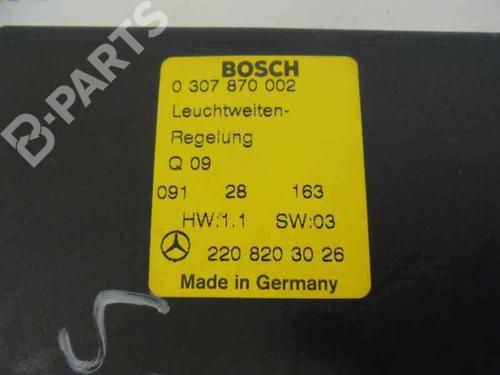 BOSCH
0 307 870 002
Leuchtweiten-
Regelung
Q 09
091 28 163
HW:1.1 SW:03
220 820 30 26
Made in Germany
B-PARTS